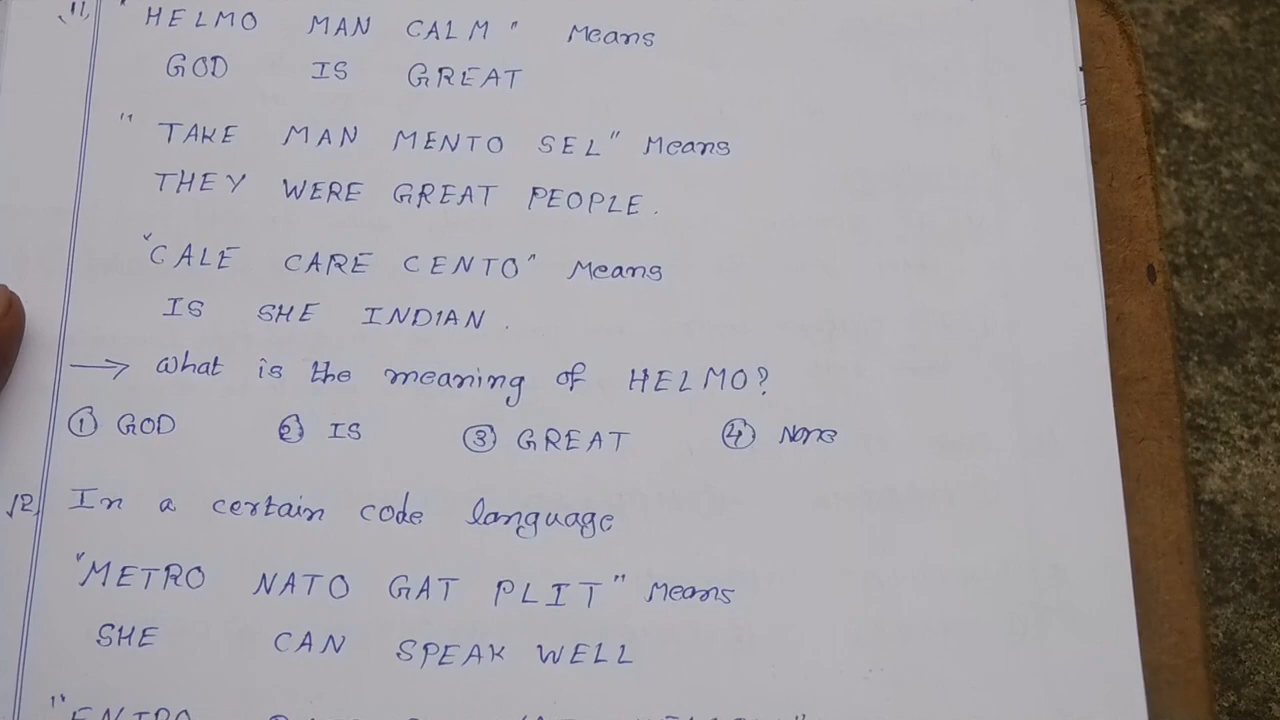 11, " HELMO MAN CALM " Means
GOD IS GREAT
" TAKE MAN MENTO SEL" Means
THEY WERE GREAT PEOPLE.
"CALE CARE CENTO" Means
IS SHE INDIAN.
→ What is the meaning of HELMO?
① GOD ② IS ③ GREAT ④ None
12, In a certain code language
"METRO NATO GAT PLIT" Means
SHE CAN SPEAK WELL